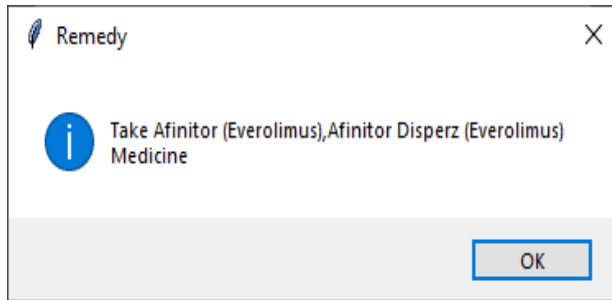 Remedy
Take Afinitor (Everolimus),Afinitor Disperz (Everolimus)
Medicine
OK